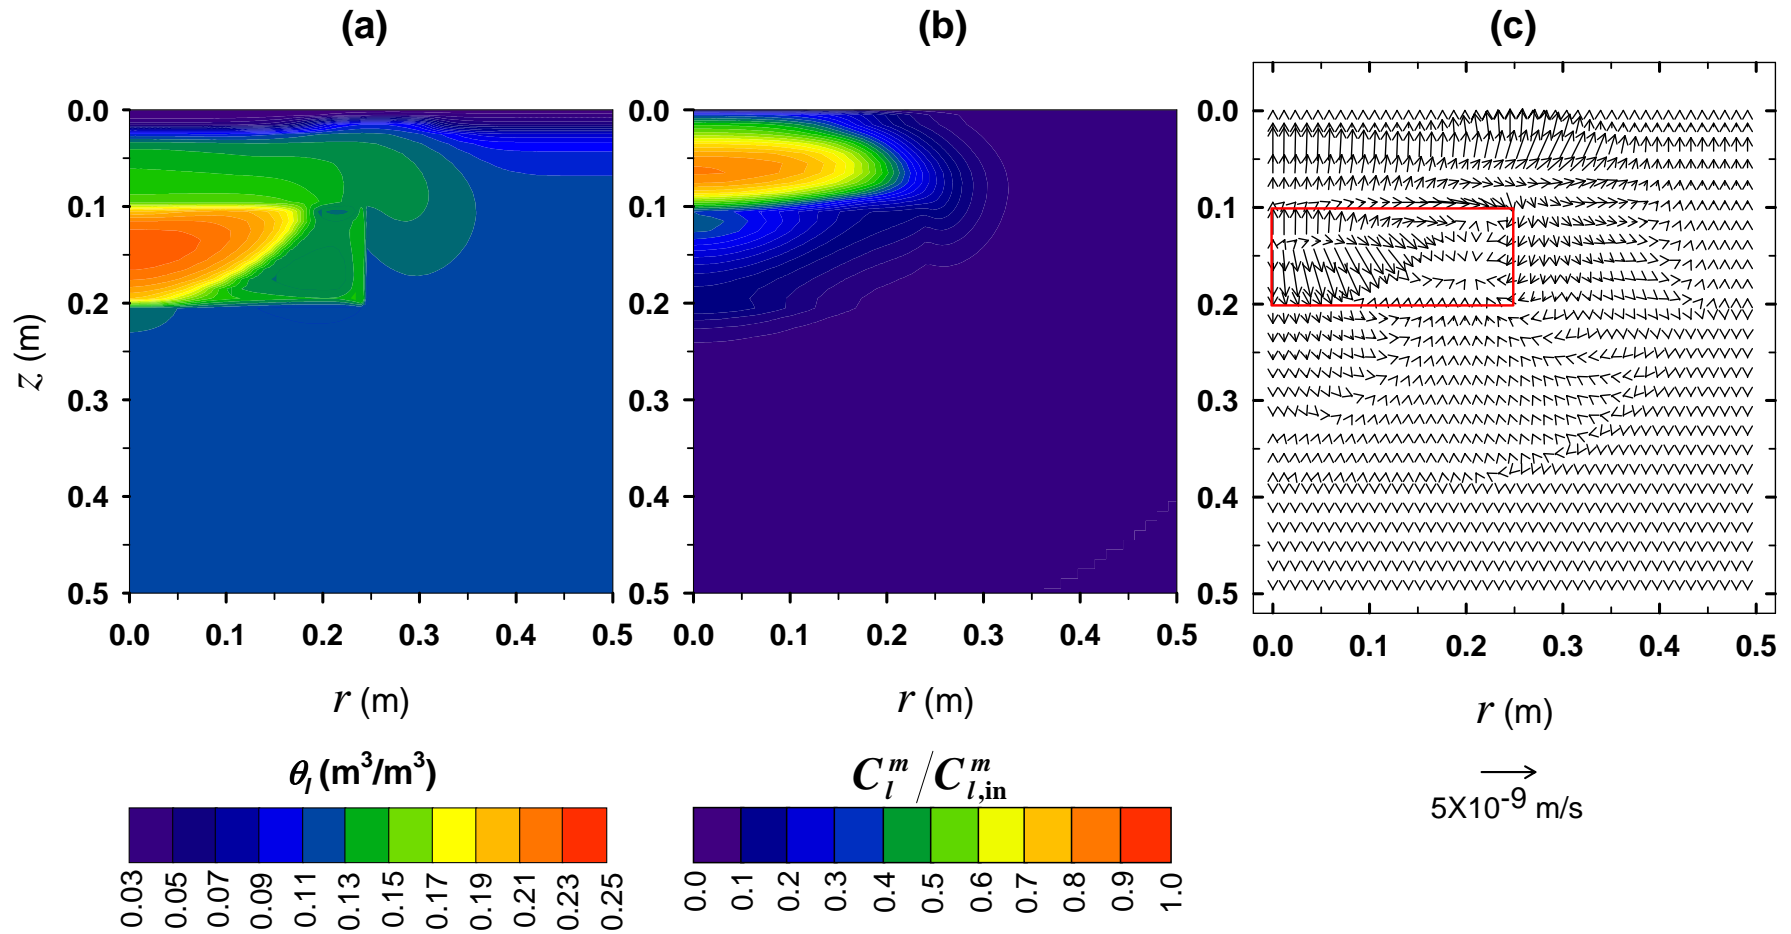 (a) (b) (c)
0.0 0.0 0.0
0.1 0.1 0.1
0.2 0.2 0.2
0.3 0.3 0.3
0.4 0.4 0.4
0.5 0.5 0.5
z (m)
0.0 0.1 0.2 0.3 0.4 0.5
0.0 0.1 0.2 0.3 0.4 0.5
0.0 0.1 0.2 0.3 0.4 0.5
r (m) r (m) r (m)
θl (m³/m³)
0.03 0.05 0.07 0.09 0.11 0.13 0.15 0.17 0.19 0.21 0.23 0.25
C_l^m / C_l,in^m
0.0 0.1 0.2 0.3 0.4 0.5 0.6 0.7 0.8 0.9 1.0
5X10⁻⁹ m/s